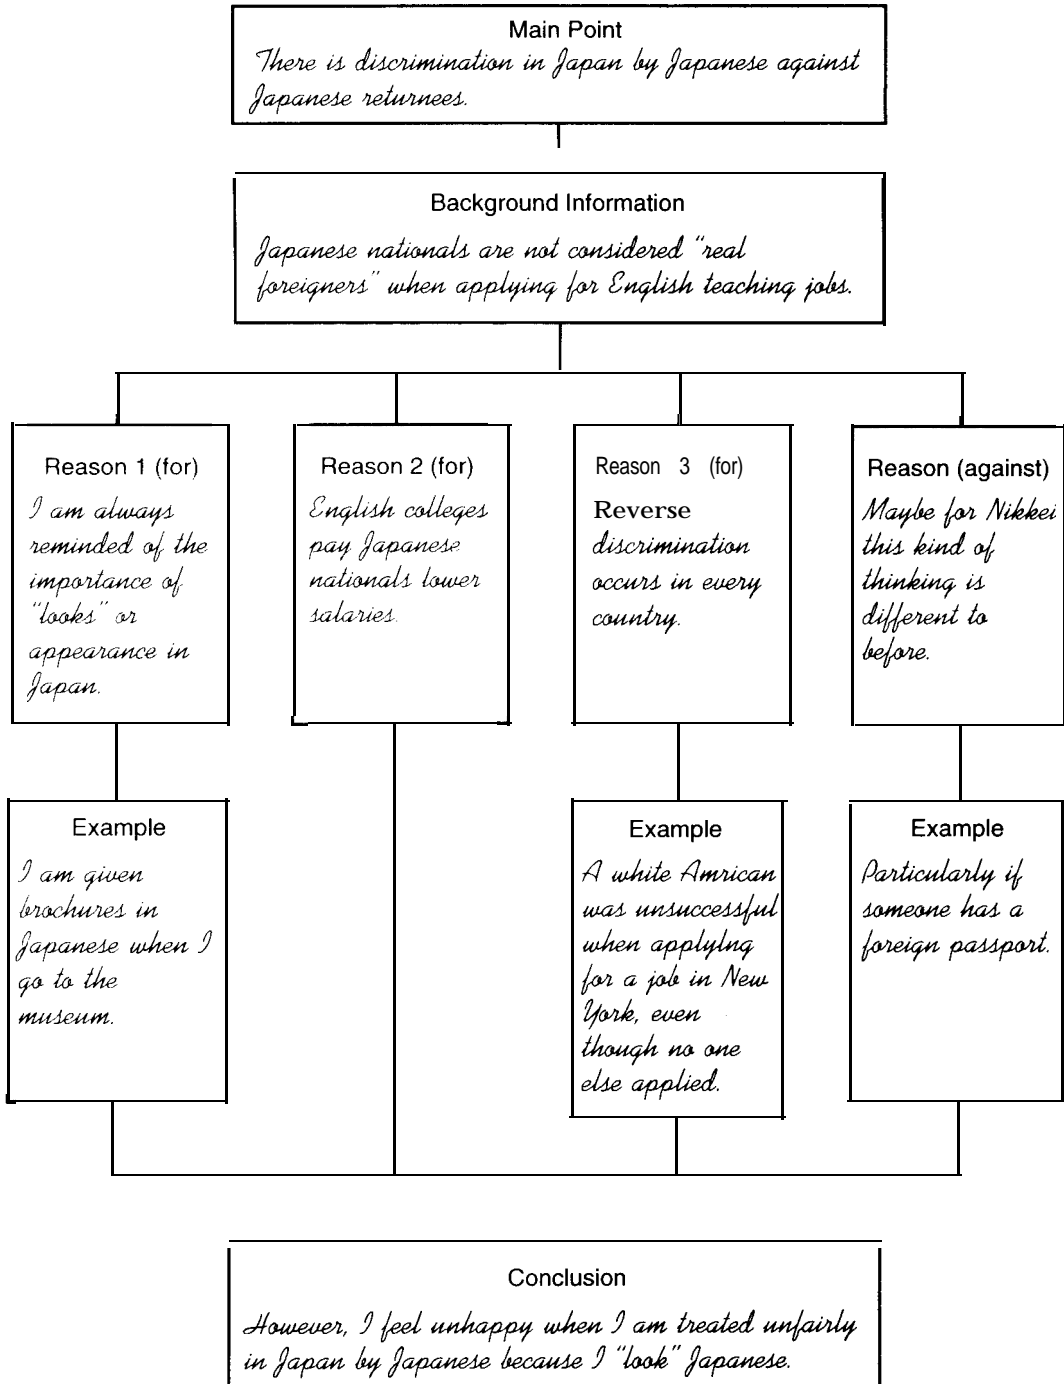 Main Point
There is discrimination in Japan by Japanese against
Japanese returnees.
Background Information
Japanese nationals are not considered "real
foreigners" when applying for English teaching jobs.
Reason 1 (for)
I am always
reminded of the
importance of
"looks" or
appearance in
Japan.
Reason 2 (for)
English colleges
pay Japanese
nationals lower
salaries.
Reason 3 (for)
Reverse
discrimination
occurs in every
country.
Reason (against)
Maybe for Nikkei
this kind of
thinking is
different to
before.
Example
I am given
brochures in
Japanese when I
go to the
museum.
Example
A white Amrican
was unsuccessful
when applylng
for a job in New
York, even
though no one
else applied.
Example
Particularly if
someone has a
foreign passport.
Conclusion
However, I feel unhappy when I am treated unfairly
in Japan by Japanese because I "look" Japanese.